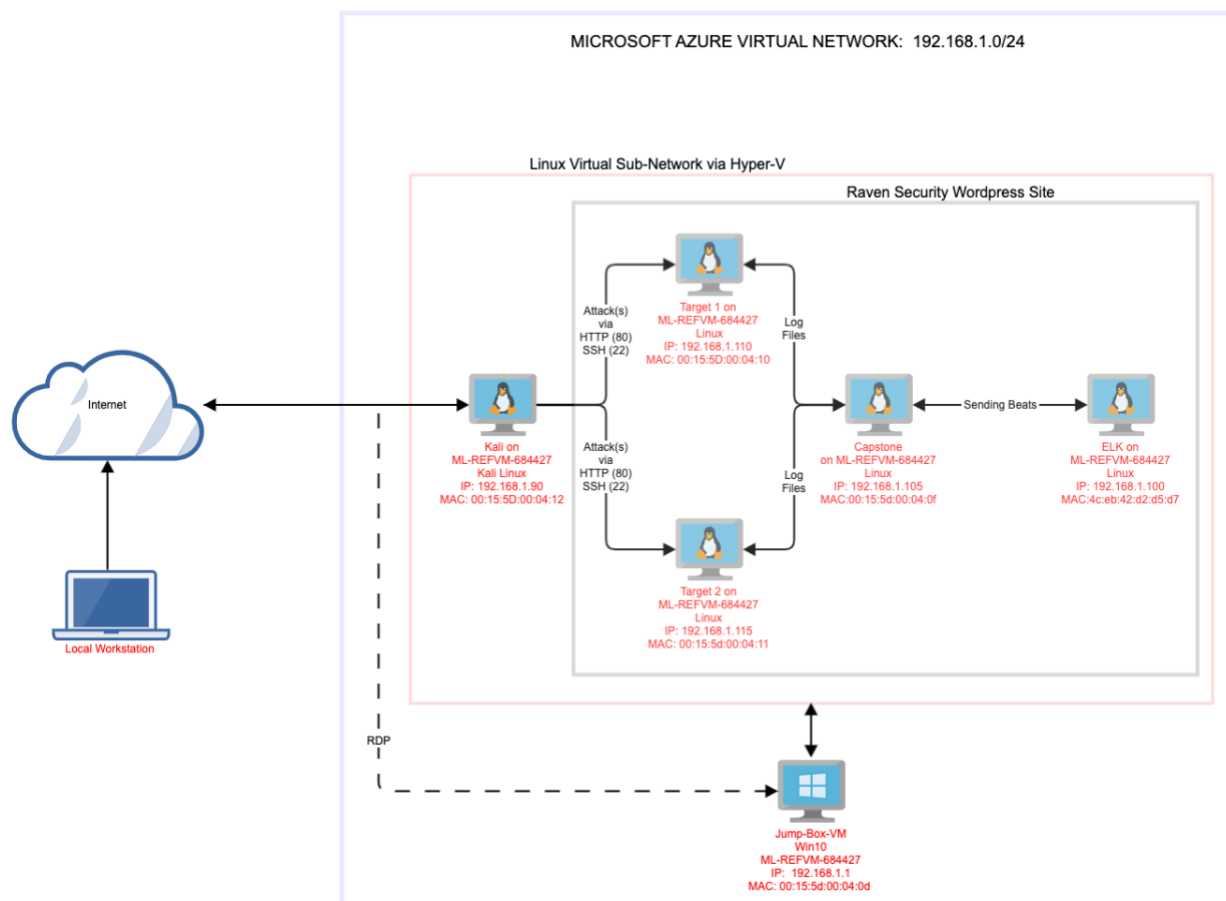 MICROSOFT AZURE VIRTUAL NETWORK:  192.168.1.0/24
Linux Virtual Sub-Network via Hyper-V
Raven Security Wordpress Site
Attack(s)
via
HTTP (80)
SSH (22)
Target 1 on
ML-REFVM-684427
Linux
IP: 192.168.1.110
MAC: 00:15:5D:00:04:10
Log
Files
Internet
Sending Beats
Kali on
ML-REFVM-684427
Kali Linux
IP: 192.168.1.90
MAC: 00:15:5D:00:04:12
Attack(s)
via
HTTP (80)
SSH (22)
Log
Files
Capstone
on ML-REFVM-684427
Linux
IP: 192.168.1.105
MAC:00:15:5d:00:04:0f
ELK on
ML-REFVM-684427
Linux
IP: 192.168.1.100
MAC:4c:eb:42:d2:d5:d7
Target 2 on
ML-REFVM-684427
Linux
IP: 192.168.1.115
MAC: 00:15:5d:00:04:11
Local Workstation
RDP
Jump-Box-VM
Win10
ML-REFVM-684427
IP:  192.168.1.1
MAC: 00:15:5d:00:04:0d